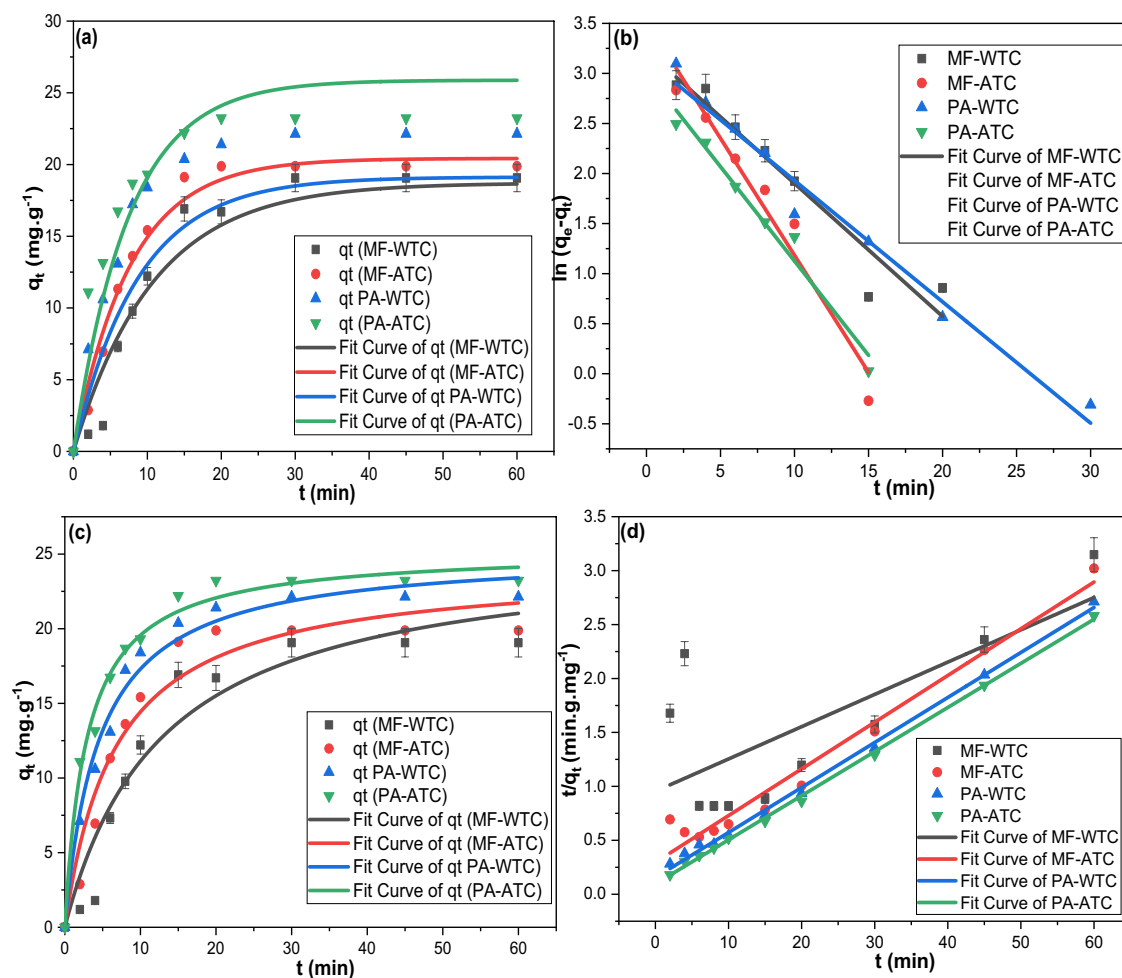 (a)
30
25
20
15
10
5
0
qt (mg.g-1)
0 10 20 30 40 50 60
t (min)
qt (MF-WTC)
qt (MF-ATC)
qt PA-WTC)
qt (PA-ATC)
Fit Curve of qt (MF-WTC)
Fit Curve of qt (MF-ATC)
Fit Curve of qt PA-WTC)
Fit Curve of qt (PA-ATC)
(b)
3.5
3.0
2.5
2.0
1.5
1.0
0.5
0.0
-0.5
ln (qe-qt)
0 5 10 15 20 25 30
t (min)
MF-WTC
MF-ATC
PA-WTC
PA-ATC
Fit Curve of MF-WTC
Fit Curve of MF-ATC
Fit Curve of PA-WTC
Fit Curve of PA-ATC
(c)
25
20
15
10
5
0
qt (mg.g-1)
0 10 20 30 40 50 60
t (min)
qt (MF-WTC)
qt (MF-ATC)
qt PA-WTC)
qt (PA-ATC)
Fit Curve of qt (MF-WTC)
Fit Curve of qt (MF-ATC)
Fit Curve of qt PA-WTC)
Fit Curve of qt (PA-ATC)
(d)
3.5
3.0
2.5
2.0
1.5
1.0
0.5
0.0
t/qt (min.g.mg-1)
0 10 20 30 40 50 60
t (min)
MF-WTC
MF-ATC
PA-WTC
PA-ATC
Fit Curve of MF-WTC
Fit Curve of MF-ATC
Fit Curve of PA-WTC
Fit Curve of PA-ATC